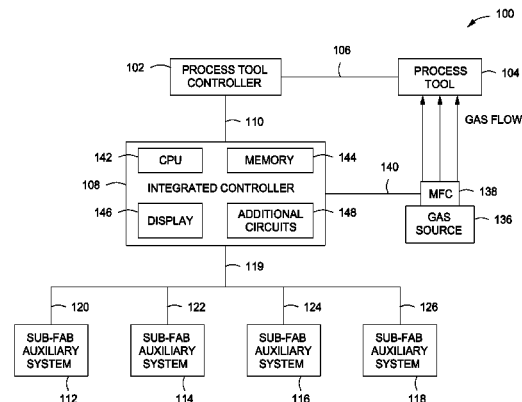 100
102
PROCESS TOOL
CONTROLLER
106
PROCESS
TOOL
104
GAS FLOW
110
142
CPU
MEMORY
144
108
INTEGRATED CONTROLLER
140
MFC
138
146
DISPLAY
ADDITIONAL
CIRCUITS
148
GAS
SOURCE
136
119
120
122
124
126
SUB-FAB
AUXILIARY
SYSTEM
SUB-FAB
AUXILIARY
SYSTEM
SUB-FAB
AUXILIARY
SYSTEM
SUB-FAB
AUXILIARY
SYSTEM
112
114
116
118